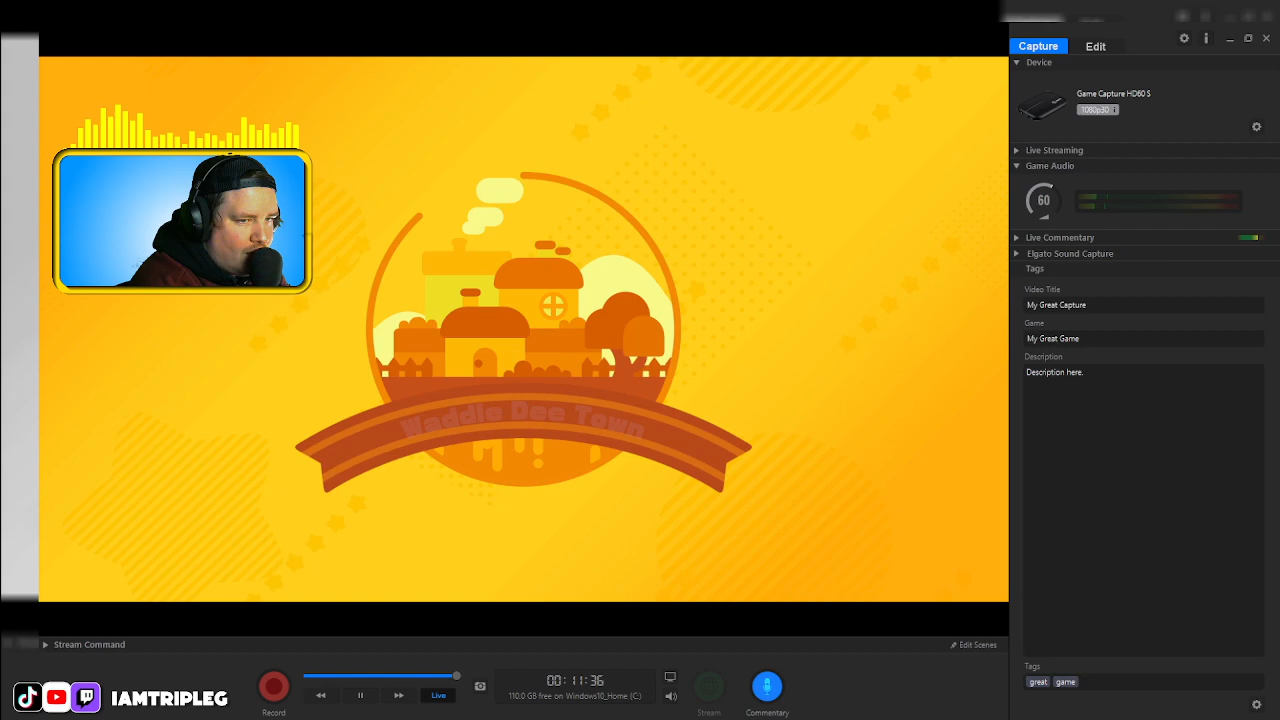 Capture
Edit
Device
Game Capture HD60 S
1080p30
Live Streaming
Game Audio
60
Live Commentary
Elgato Sound Capture
Tags
Video Title
My Great Capture
Game
My Great Game
Description
Description here.
Waddle Dee Town
Stream Command
Edit Scenes
Live
00: 11:36
110.0 GB free on Windows10_Home (C:)
Record
Stream
Commentary
Tags
great game
IAMTRIPLEG